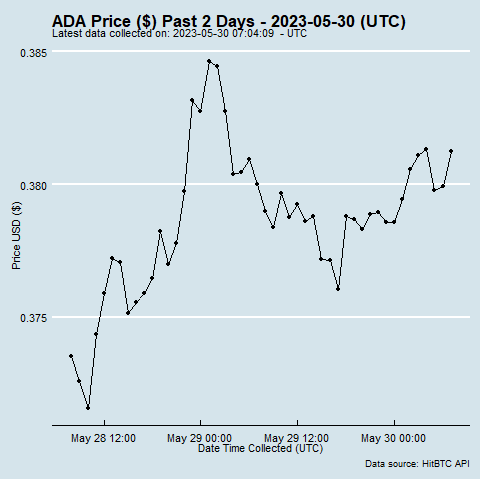 ADA Price ($) Past 2 Days - 2023-05-30 (UTC)
Latest data collected on: 2023-05-30 07:04:09 - UTC
0.385
0.380
0.375
Price USD ($)
May 28 12:00
May 29 00:00
May 29 12:00
May 30 00:00
Date Time Collected (UTC)
Data source: HitBTC API